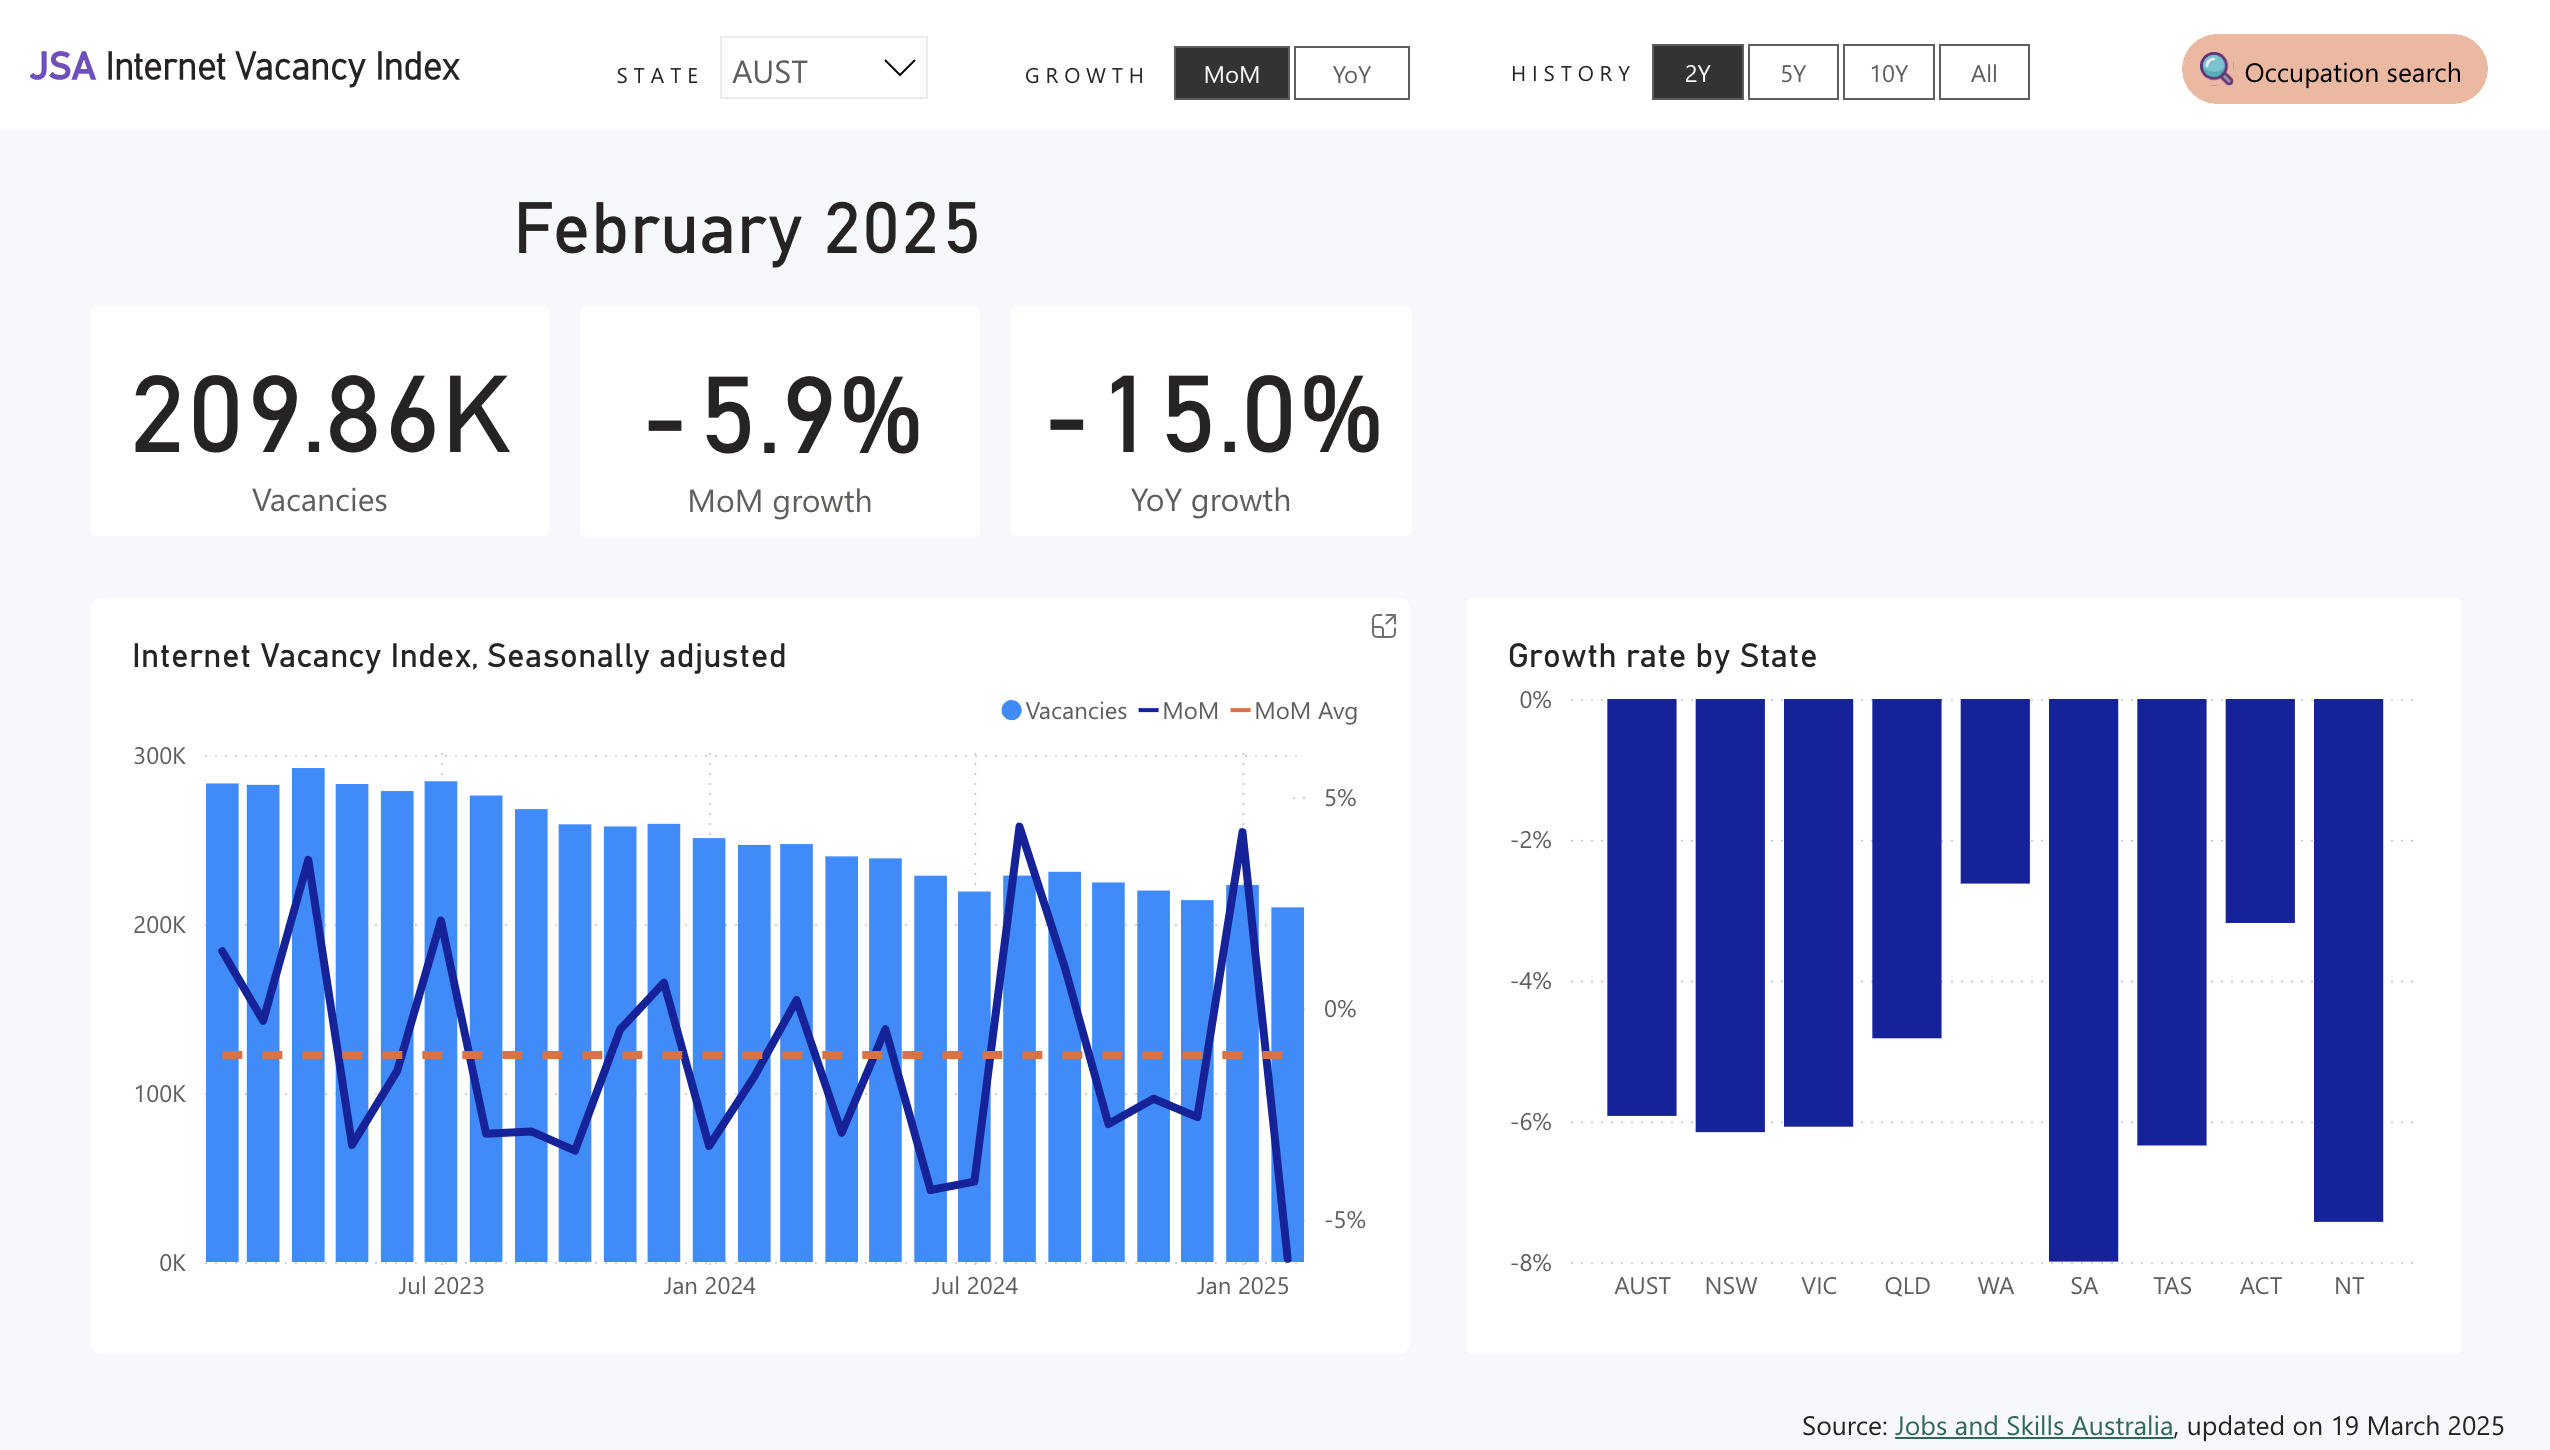 JSA Internet Vacancy Index
STATE AUST
GROWTH MoM YoY
HISTORY 2Y 5Y 10Y All
Occupation search
February 2025
209.86K
Vacancies
-5.9%
MoM growth
-15.0%
YoY growth
Internet Vacancy Index, Seasonally adjusted
Vacancies MoM MoM Avg
300K
200K
100K
0K
5%
0%
-5%
Jul 2023 Jan 2024 Jul 2024 Jan 2025
Growth rate by State
0%
-2%
-4%
-6%
-8%
AUST NSW VIC QLD WA SA TAS ACT NT
Source: Jobs and Skills Australia, updated on 19 March 2025